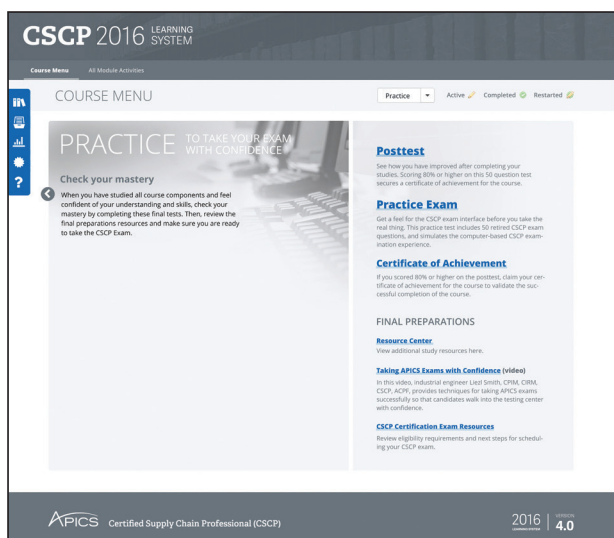 CSCP 2016 LEARNING SYSTEM
Course Menu All Module Activities
COURSE MENU
Practice Active Completed Restarted
?
PRACTICE TO TAKE YOUR EXAM WITH CONFIDENCE
Check your mastery
When you have studied all course components and feel
confident of your understanding and skills, check your
mastery by completing these final tests. Then, review the
final preparations resources and make sure you are ready
to take the CSCP Exam.
Posttest
See how you have improved after completing your
studies. Scoring 80% or higher on this 50 question test
secures a certificate of achievement for the course.
Practice Exam
Get a feel for the CSCP exam interface before you take the
real thing. This practice test includes 50 retired CSCP exam
questions, and simulates the computer-based CSCP exam-
ination experience.
Certificate of Achievement
If you scored 80% or higher on the posttest, claim your cer-
tificate of achievement for the course to validate the suc-
cessful completion of the course.
FINAL PREPARATIONS
Resource Center
View additional study resources here.
Taking APICS Exams with Confidence (video)
In this video, industrial engineer Liezl Smith, CPIM, CIRM,
CSCP, ACPF, provides techniques for taking APICS exams
successfully so that candidates walk into the testing center
with confidence.
CSCP Certification Exam Resources
Review eligibility requirements and next steps for schedul-
ing your CSCP exam.
APICS Certified Supply Chain Professional (CSCP)
2016 LEARNING SYSTEM VERSION 4.0